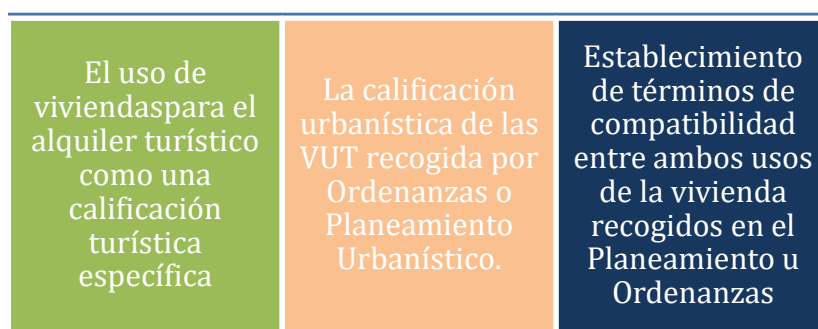 El uso de
viviendaspara el
alquiler turístico
como una
calificación
turística
específica
La calificación
urbanística de las
VUT recogida por
Ordenanzas o
Planeamiento
Urbanístico.
Establecimiento
de términos de
compatibilidad
entre ambos usos
de la vivienda
recogidos en el
Planeamiento u
Ordenanzas